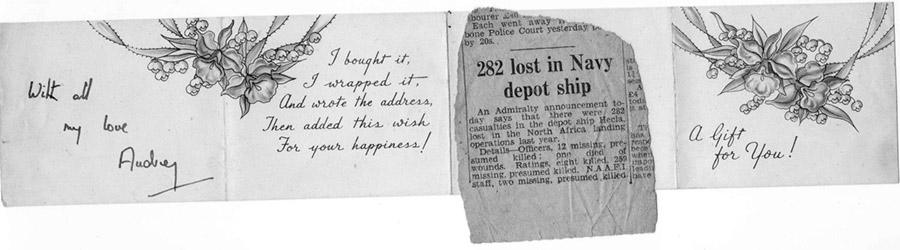 With all
my love
Audrey
I bought it,
I wrapped it,
And wrote the address,
Then added this wish
For your happiness!
bourer £40
Each went away
bone Police Court yesterday
by 20s.
282 lost in Navy
depot ship
An Admiralty announcement to-
day says that there were 282
casualties in the depot ship Hecla,
lost in the North Africa landing
operations last year.
Details—Officers, 12 missing, pre-
sumed killed; one died of
wounds. Ratings, eight killed, 259
missing, presumed killed. N.A.A.F.I.
staff, two missing, presumed killed.
A Gift
for You!